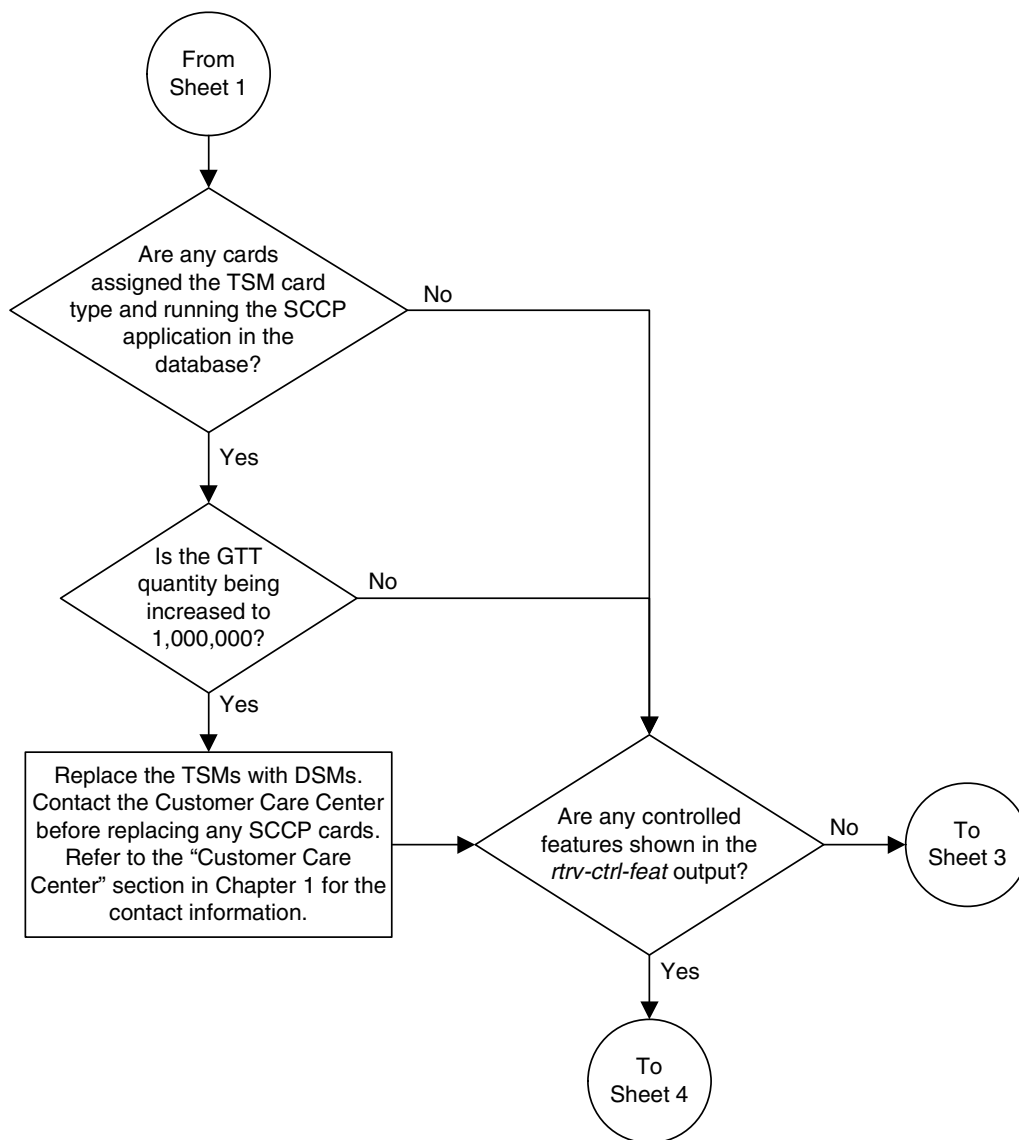 From
Sheet 1
Are any cards
assigned the TSM card
type and running the SCCP
application in the
database?
No
Yes
Is the GTT
quantity being
increased to
1,000,000?
No
Yes
Replace the TSMs with DSMs.
Contact the Customer Care Center
before replacing any SCCP cards.
Refer to the “Customer Care
Center” section in Chapter 1 for the
contact information.
Are any controlled
features shown in the
rtrv-ctrl-feat output?
No
To
Sheet 3
Yes
To
Sheet 4